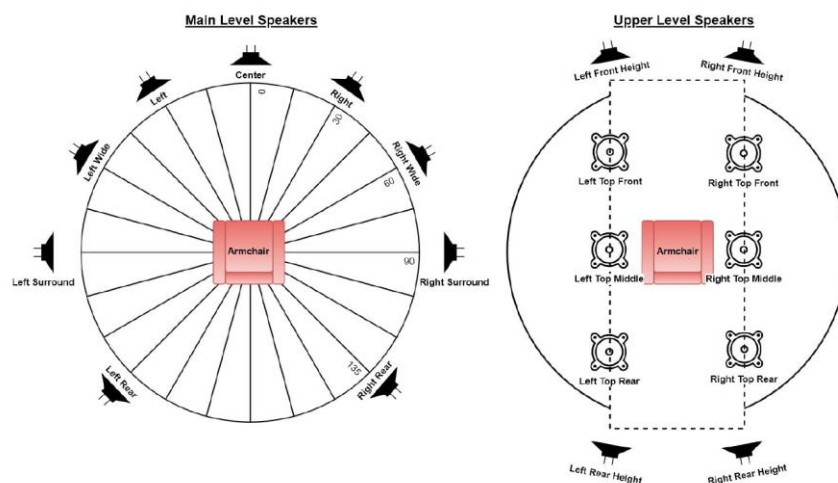 Main Level Speakers
Center
Left
Right
0
30
Left Wide
Right Wide
60
Armchair
90
Left Surround
Right Surround
135
Left Rear
Right Rear
Upper Level Speakers
Left Front Height
Right Front Height
Left Top Front
Right Top Front
Armchair
Left Top Middle
Right Top Middle
Left Top Rear
Right Top Rear
Left Rear Height
Right Rear Height